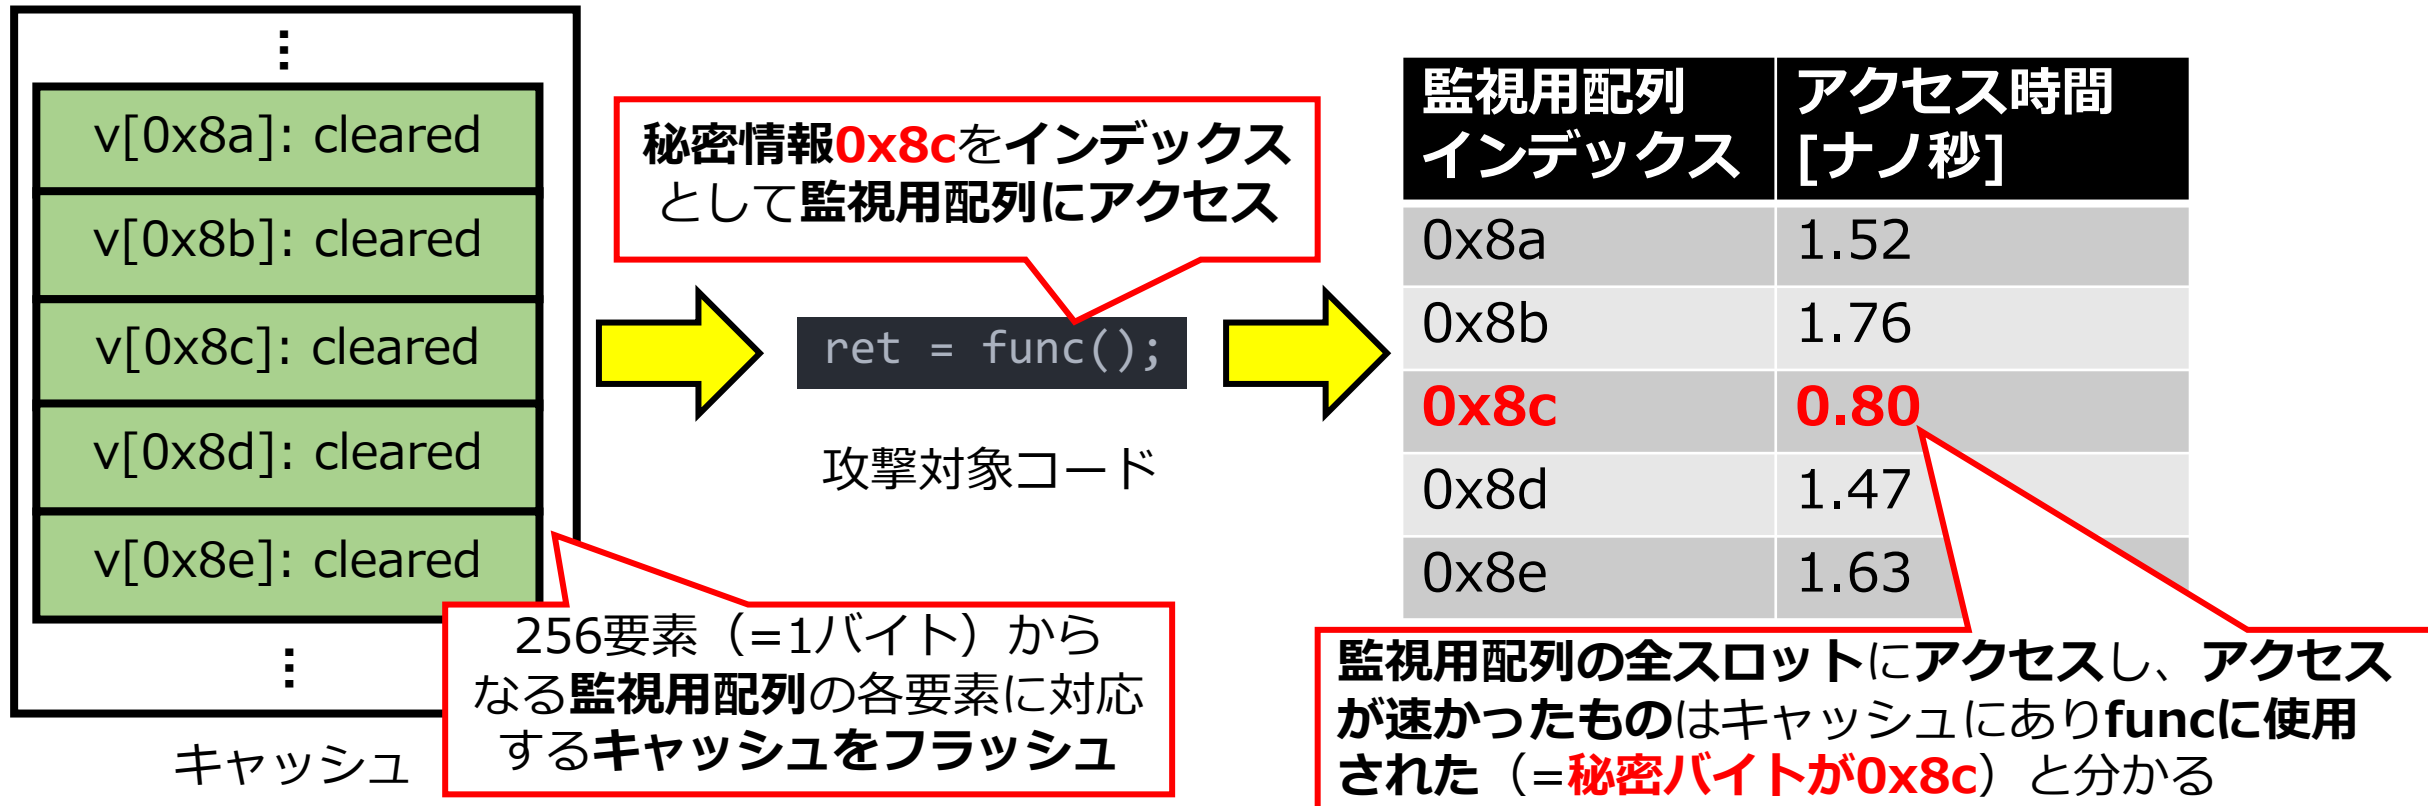 ⋮
v[0x8a]: cleared
v[0x8b]: cleared
v[0x8c]: cleared
v[0x8d]: cleared
v[0x8e]: cleared
⋮
キャッシュ
256要素（=1バイト）から
なる監視用配列の各要素に対応
するキャッシュをフラッシュ
秘密情報0x8cをインデックス
として監視用配列にアクセス
ret = func();
攻撃対象コード
監視用配列
インデックス
アクセス時間
[ナノ秒]
0x8a 1.52
0x8b 1.76
0x8c 0.80
0x8d 1.47
0x8e 1.63
監視用配列の全スロットにアクセスし、アクセス
が速かったものはキャッシュにありfuncに使用
された（=秘密バイトが0x8c）と分かる